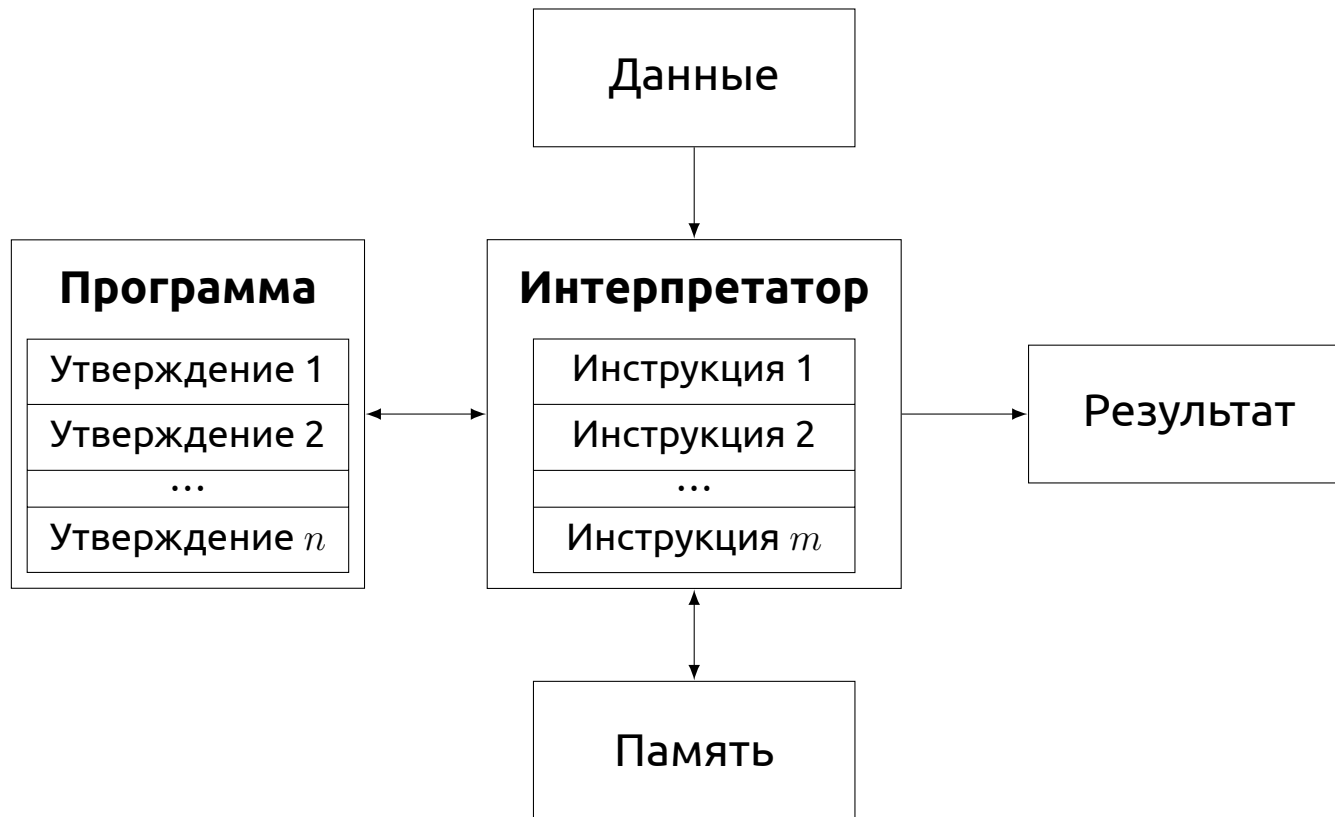 Данные
Программа
Утверждение 1
Утверждение 2
...
Утверждение n
Интерпретатор
Инструкция 1
Инструкция 2
...
Инструкция m
Результат
Память